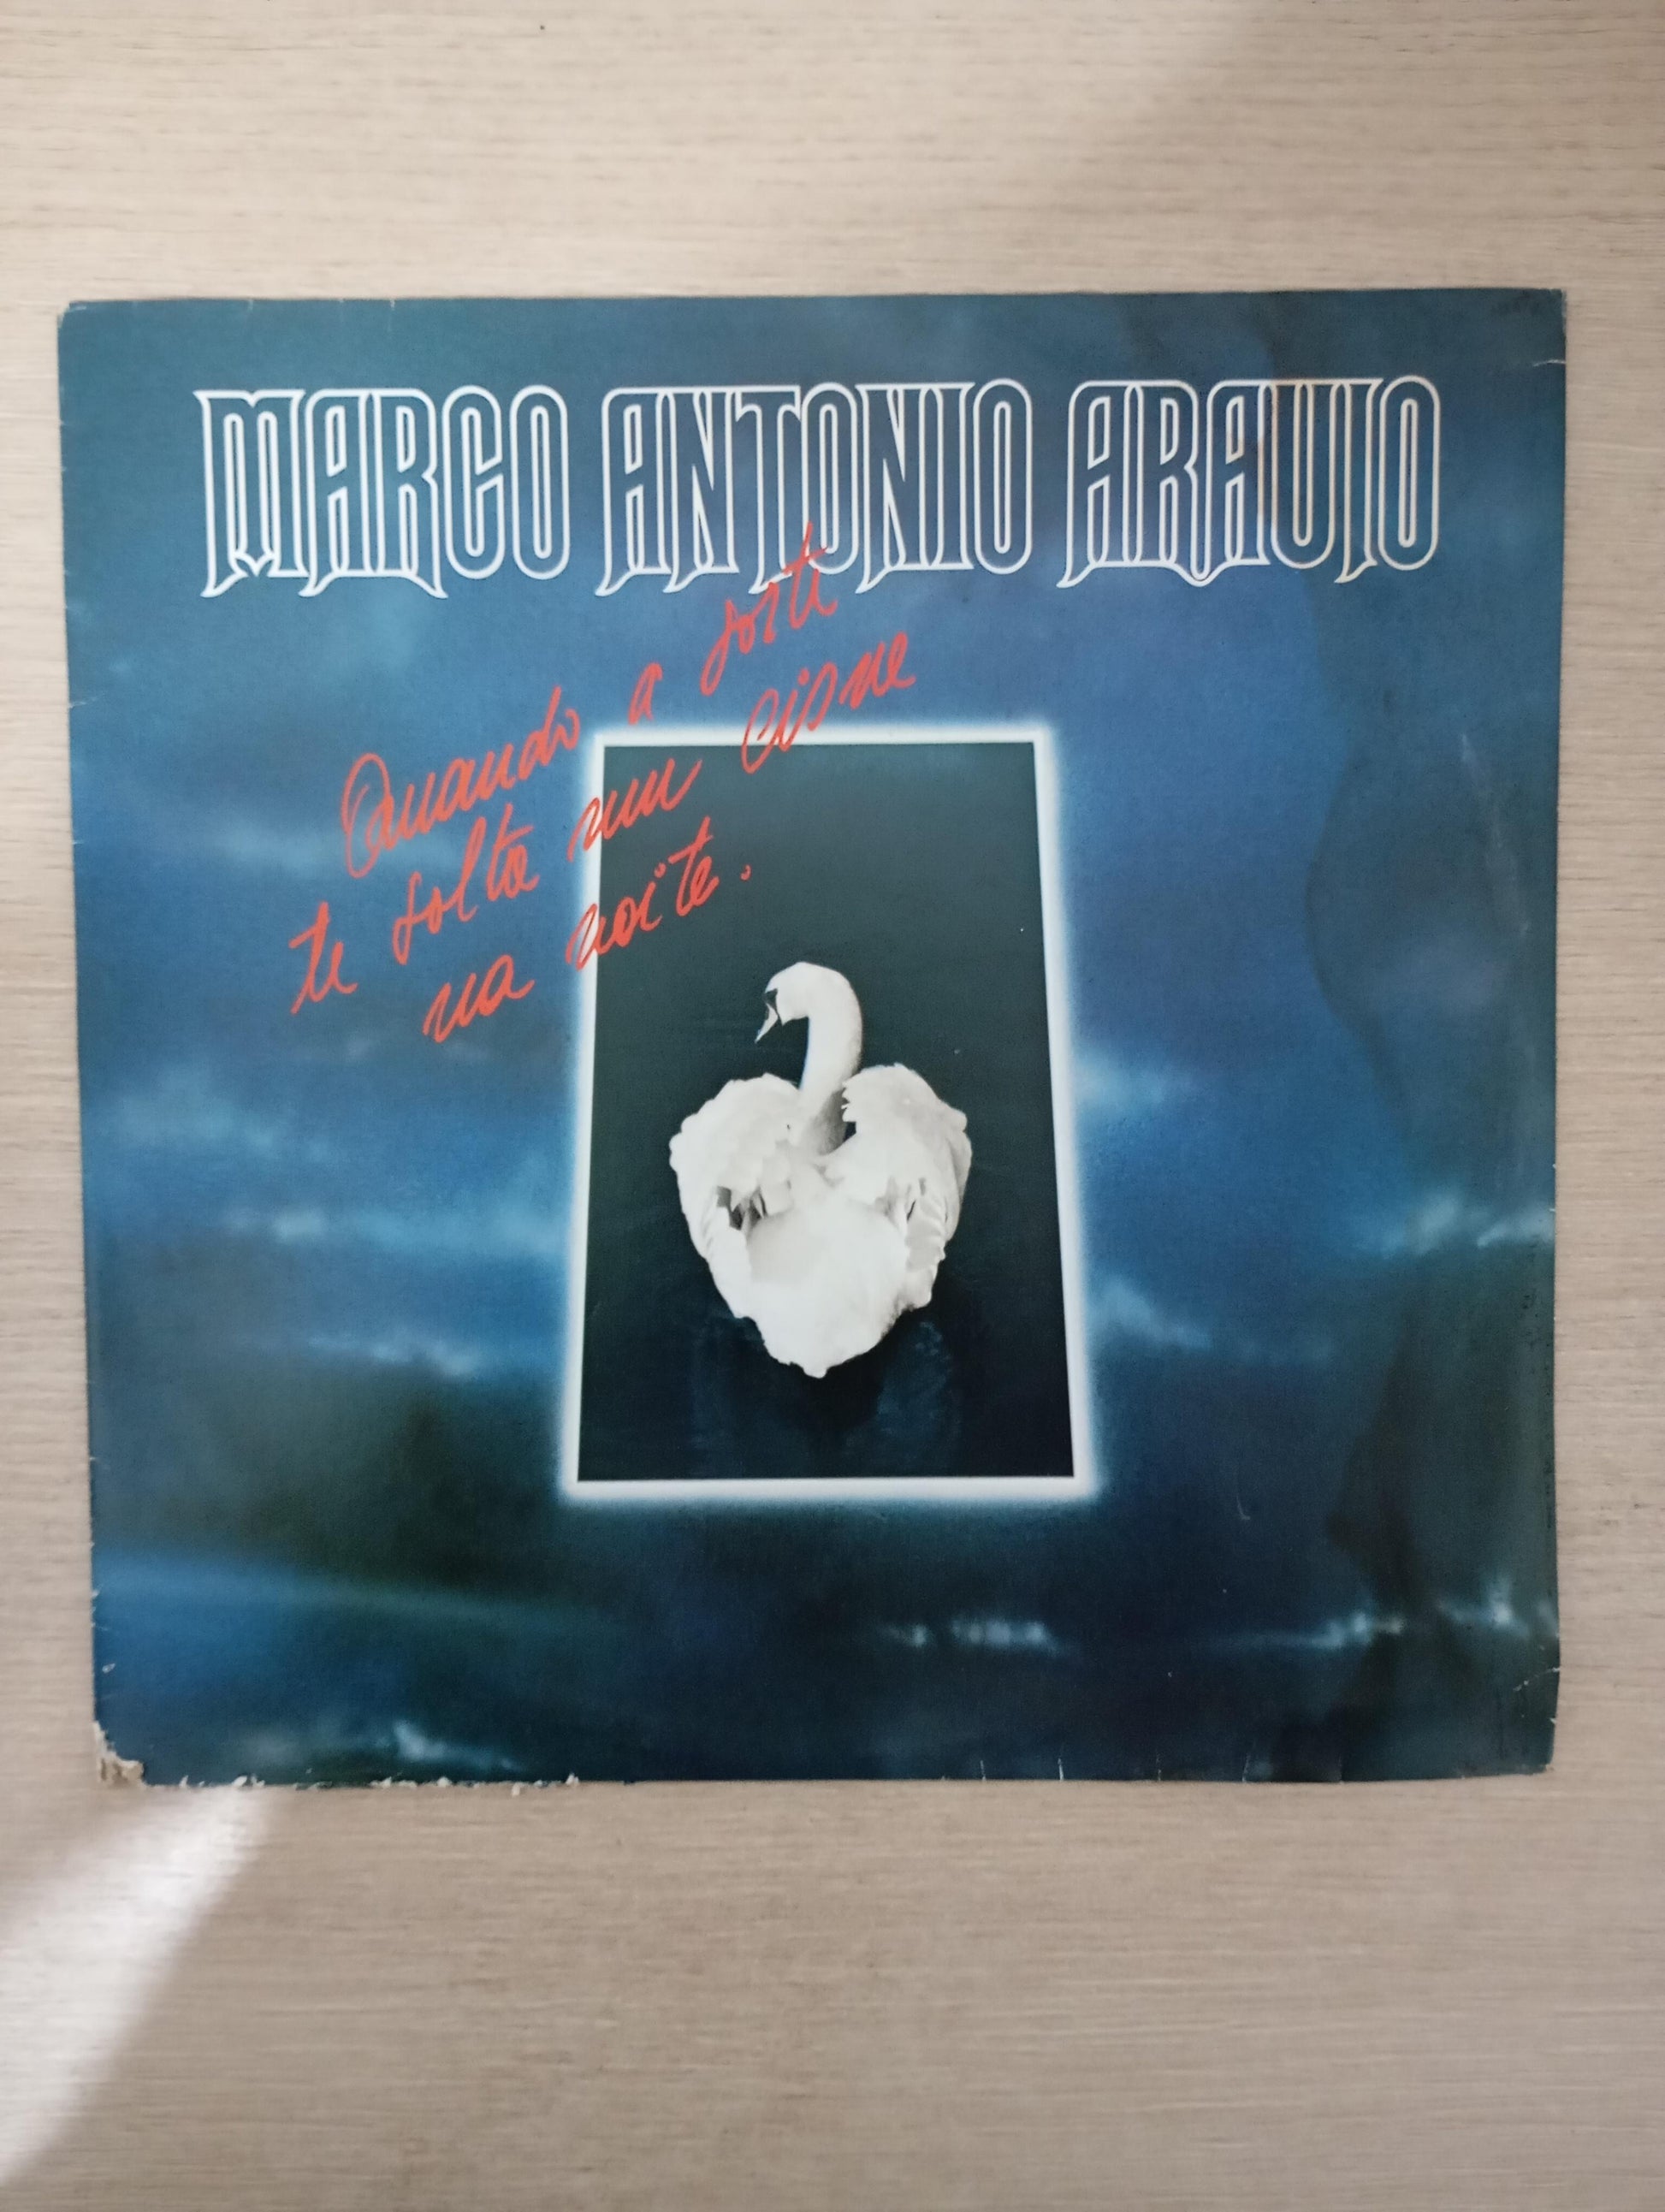 MARCO ANTONIO ARAUJO
Quando a sorte
te solta um cisne
na noite.